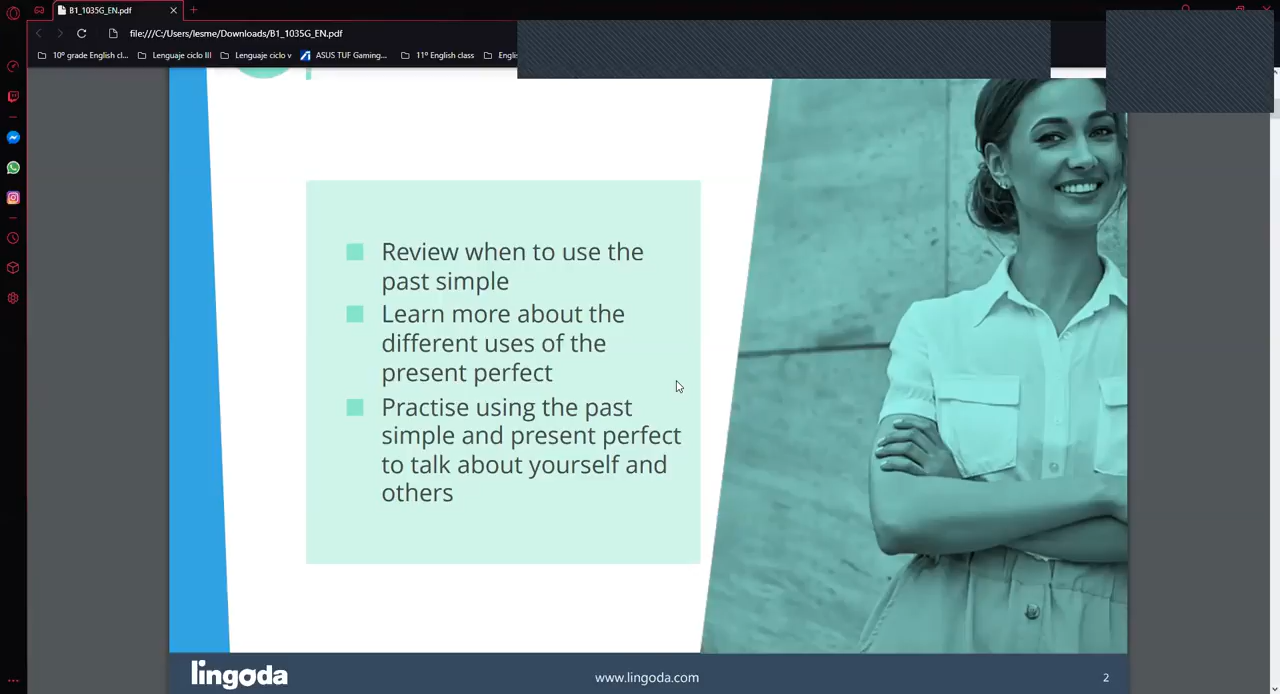 B1_1035G_EN.pdf
file:///C:/Users/lesme/Downloads/B1_1035G_EN.pdf
10º grade English cl...
Lenguaje ciclo III
Lenguaje ciclo v
ASUS TUF Gaming...
11º English class
Engli
Review when to use the
past simple
Learn more about the
different uses of the
present perfect
Practise using the past
simple and present perfect
to talk about yourself and
others
lingoda
www.lingoda.com
2